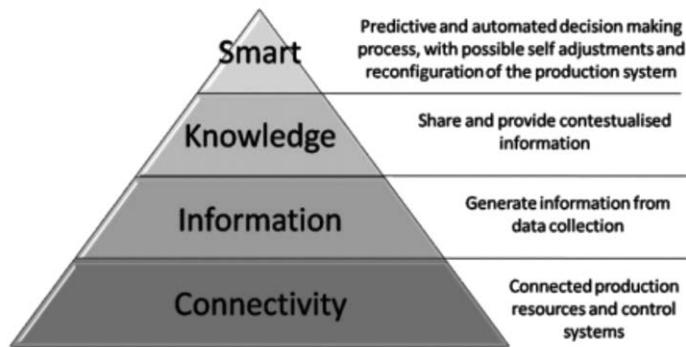 Smart
Predictive and automated decision making
process, with possible self adjustments and
reconfiguration of the production system
Knowledge
Share and provide contestualised
information
Information
Generate information from
data collection
Connectivity
Connected production
resources and control
systems